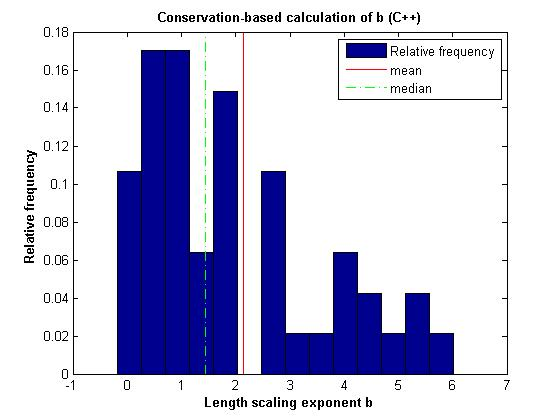 Conservation-based calculation of b (C++)
0.18
0.16
0.14
0.12
0.1
0.08
0.06
0.04
0.02
0
Relative frequency
Relative frequency
mean
median
-1 0 1 2 3 4 5 6 7
Length scaling exponent b